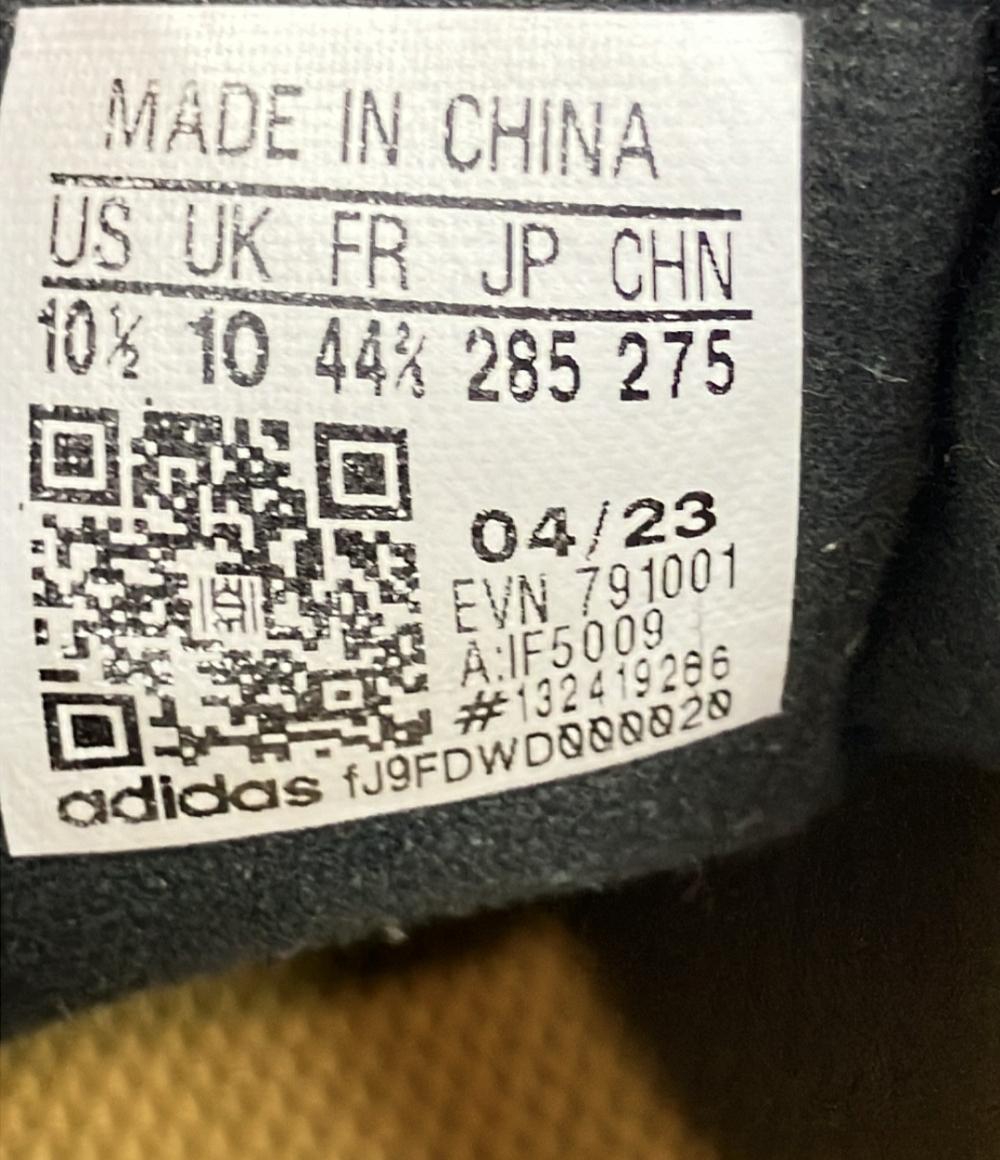 MADE IN CHINA
US UK FR JP CHN
10½ 10 44⅔ 285 275
04/23
EVN 791001
A:IF5009
#132419266
adidas fJ9FDWD000020